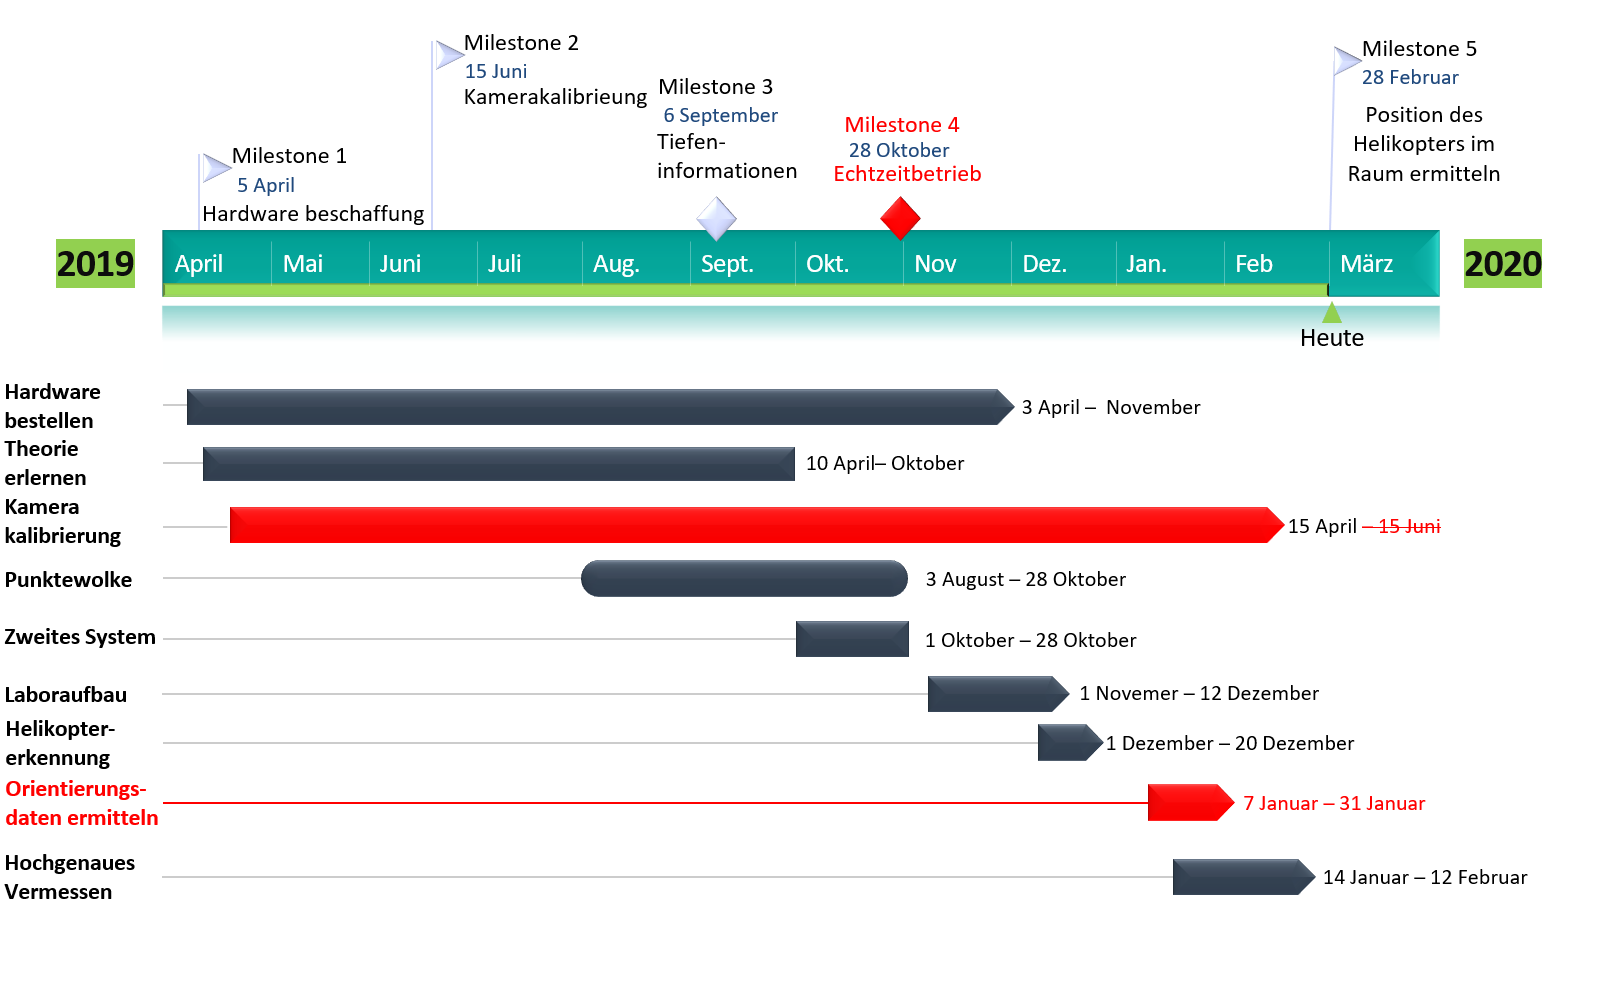 Milestone 1
5 April
Hardware beschaffung
Milestone 2
15 Juni
Kamerakalibrieung
Milestone 3
6 September
Tiefen-
informationen
Milestone 4
28 Oktober
Echtzeitbetrieb
Milestone 5
28 Februar
Position des
Helikopters im
Raum ermitteln
2019 April Mai Juni Juli Aug. Sept. Okt. Nov Dez. Jan. Feb März 2020
Heute
Hardware
bestellen
3 April –  November
Theorie
erlernen
10 April– Oktober
Kamera
kalibrierung
15 April – 15 Juni
Punktewolke
3 August – 28 Oktober
Zweites System
1 Oktober – 28 Oktober
Laboraufbau
1 Novemer – 12 Dezember
Helikopter-
erkennung
1 Dezember – 20 Dezember
Orientierungs-
daten ermitteln
7 Januar – 31 Januar
Hochgenaues
Vermessen
14 Januar – 12 Februar